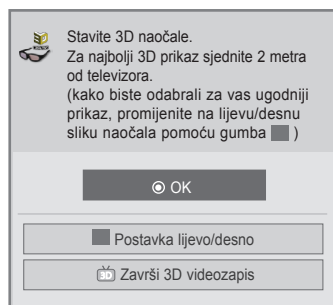 Stavite 3D naočale.
Za najbolji 3D prikaz sjednite 2 metra
od televizora.
(kako biste odabrali za vas ugodniji
prikaz, promijenite na lijevu/desnu
sliku naočala pomoću gumba )
OK
Postavka lijevo/desno
3D Završi 3D videozapis